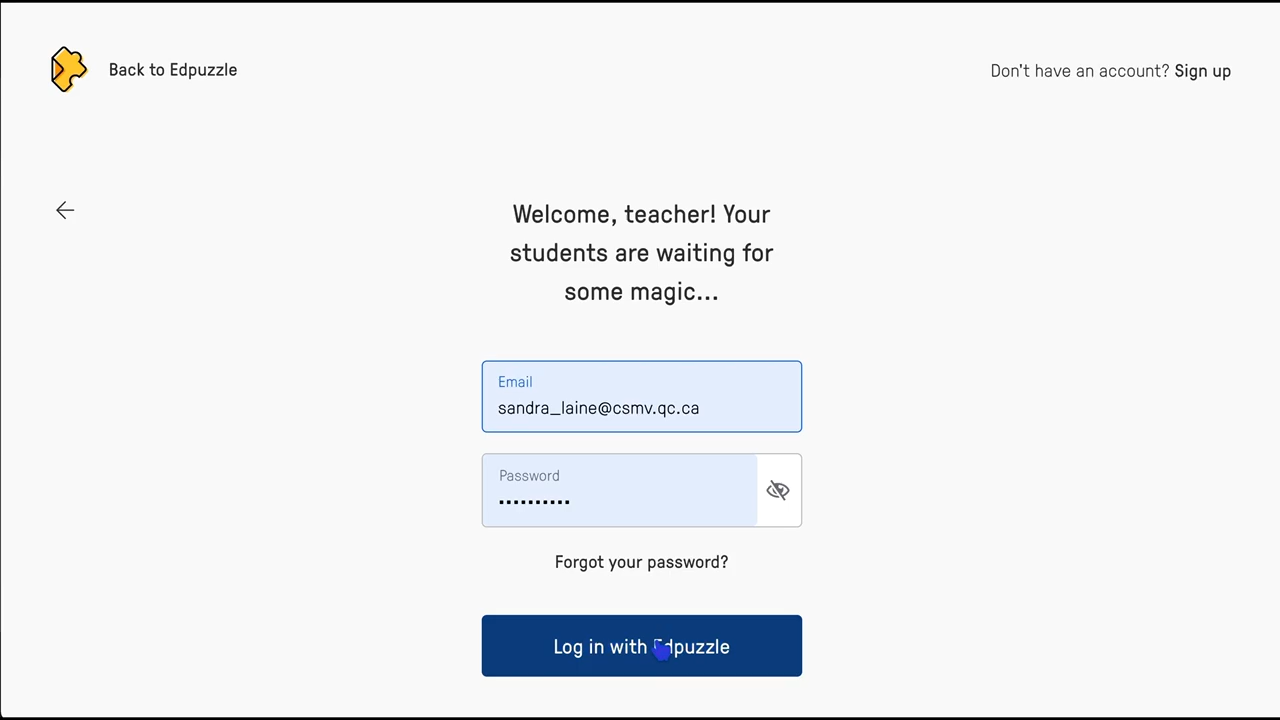 Back to Edpuzzle
Don't have an account? Sign up
Welcome, teacher! Your
students are waiting for
some magic...
Email
sandra_laine@csmv.qc.ca
Password
••••••••••
Forgot your password?
Log in with Edpuzzle